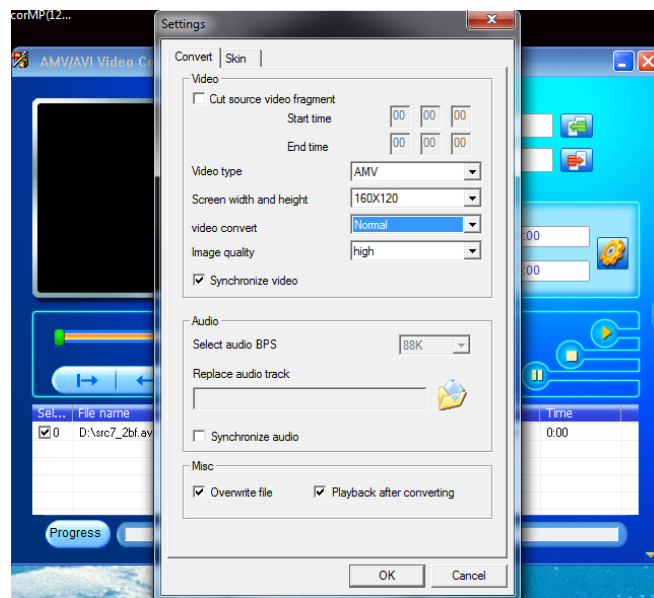 corMP(12...
Settings
AMV/AVI Video Co
Convert Skin
Video
Cut source video fragment
Start time 00 00 00
End time 00 00 00
Video type AMV
Screen width and height 160X120
video convert Normal
Image quality high
Synchronize video
:00
:00
Audio
Select audio BPS 88K
Replace audio track
Synchronize audio
Sel... File name Time
0 D:\src7_2bf.av 0:00
Misc
Overwrite file Playback after converting
Progress
OK Cancel